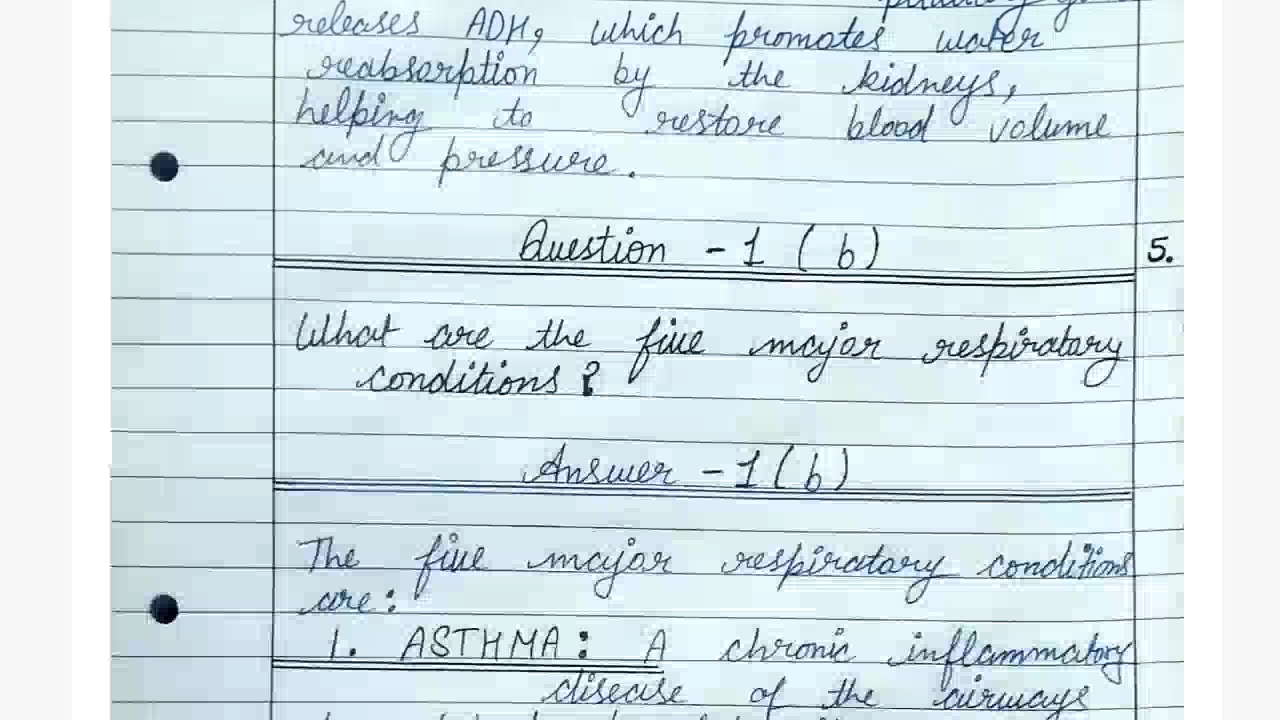 releases ADH, which promotes water
reabsorption by the kidneys,
helping to restore blood volume
and pressure.
Question - 1 (b)
5.
What are the five major respiratory
conditions?
Answer - 1(b)
The five major respiratory conditions
are:
1. ASTHMA: A chronic inflammatory
disease of the airways